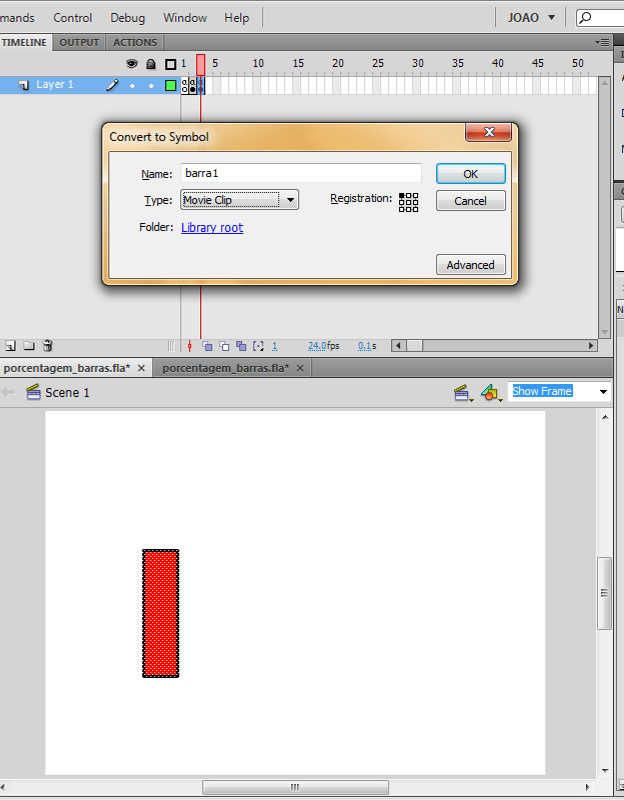 mands Control Debug Window Help JOAO
TIMELINE OUTPUT ACTIONS
1 5 10 15 20 25 30 35 40 45 50
Layer 1
Convert to Symbol
Name: barra1 OK
Type: Movie Clip Registration: Cancel
Folder: Library root
Advanced
1 24.0fps 0.1s
porcentagem_barras.fla* porcentagem_barras.fla*
Scene 1 Show Frame